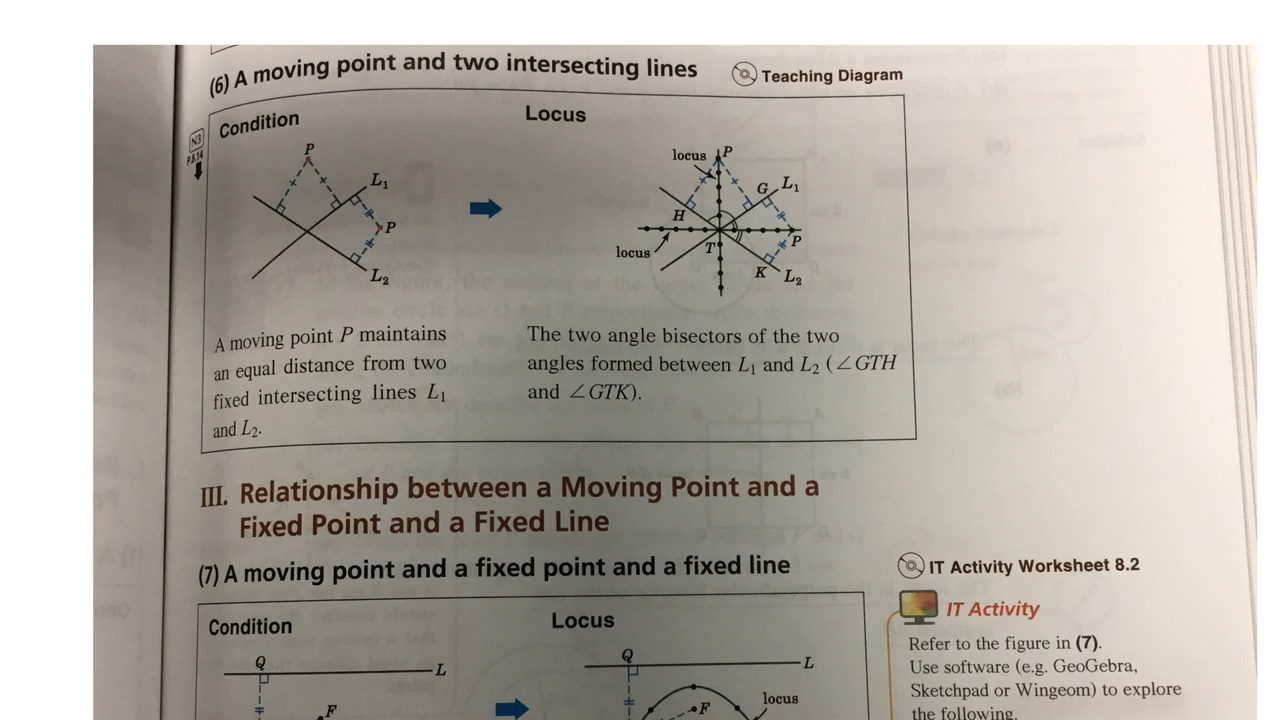 (6) A moving point and two intersecting lines
Teaching Diagram
N3
P.8.14
Condition
Locus
P
L₁
P
L₂
locus
P
G
L₁
H
locus
T
P
K
L₂
A moving point P maintains
an equal distance from two
fixed intersecting lines L₁
and L₂.
The two angle bisectors of the two
angles formed between L₁ and L₂ (∠GTH
and ∠GTK).
III. Relationship between a Moving Point and a
Fixed Point and a Fixed Line
(7) A moving point and a fixed point and a fixed line
IT Activity Worksheet 8.2
Condition
Locus
Q
L
F
Q
L
locus
F
IT Activity
Refer to the figure in (7).
Use software (e.g. GeoGebra,
Sketchpad or Wingeom) to explore
the following.